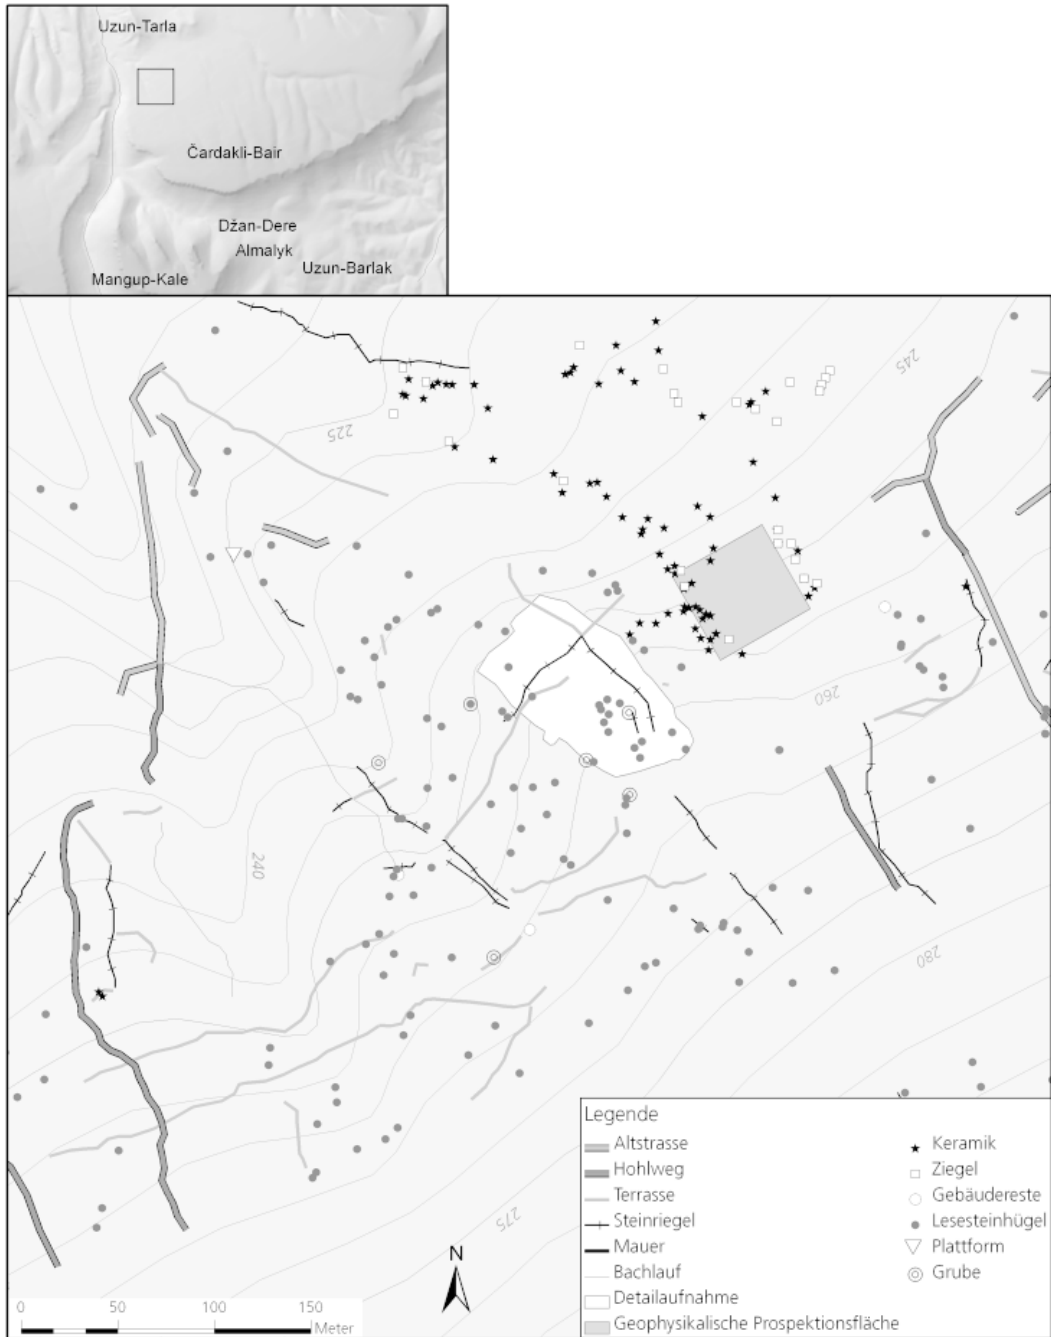 Uzun-Tarla
Čardakli-Bair
Džan-Dere
Almalyk
Uzun-Barlak
Mangup-Kale
245
225
260
240
280
275
N
0 50 100 150
Meter
Legende
Altstrasse
Hohlweg
Terrasse
Steinriegel
Mauer
Bachlauf
Detailaufnahme
Geophysikalische Prospektionsfläche
Keramik
Ziegel
Gebäudereste
Lesesteinhügel
Plattform
Grube